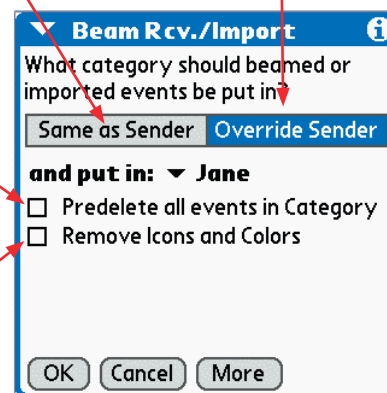 Beam Rcv./Import
What category should beamed or
imported events be put in?
Same as Sender Override Sender
and put in: Jane
Predelete all events in Category
Remove Icons and Colors
OK Cancel More